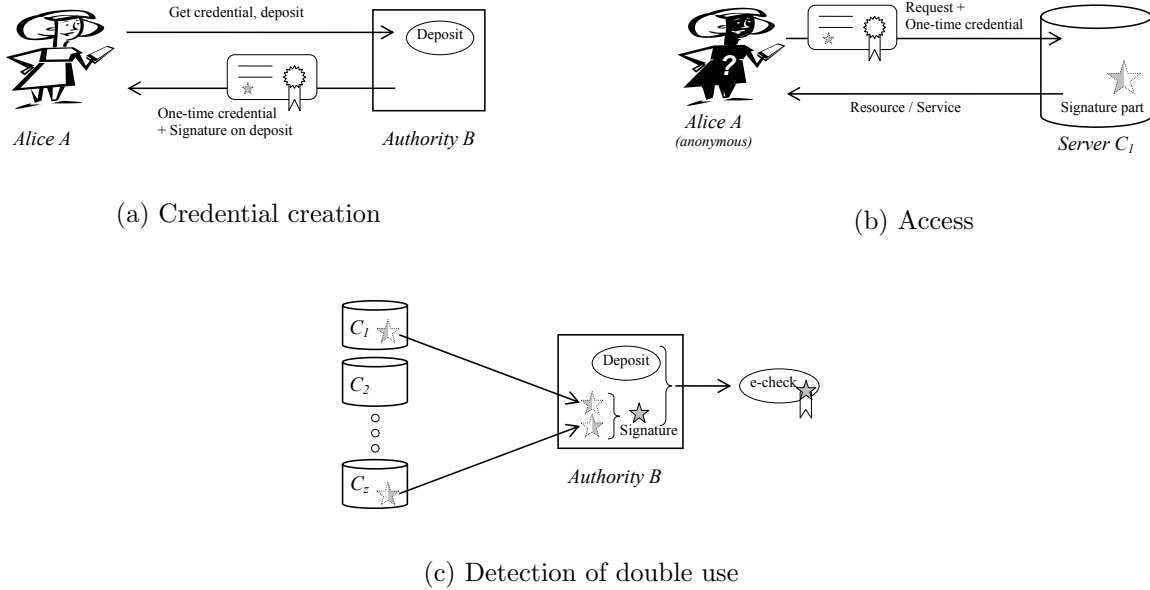 Get credential, deposit
Deposit
One-time credential
+ Signature on deposit
Alice A
Authority B
(a) Credential creation
Request +
One-time credential
?
Resource / Service
Signature part
Alice A
(anonymous)
Server C1
(b) Access
C1
C2
Cz
Deposit
Signature
Authority B
e-check
(c) Detection of double use